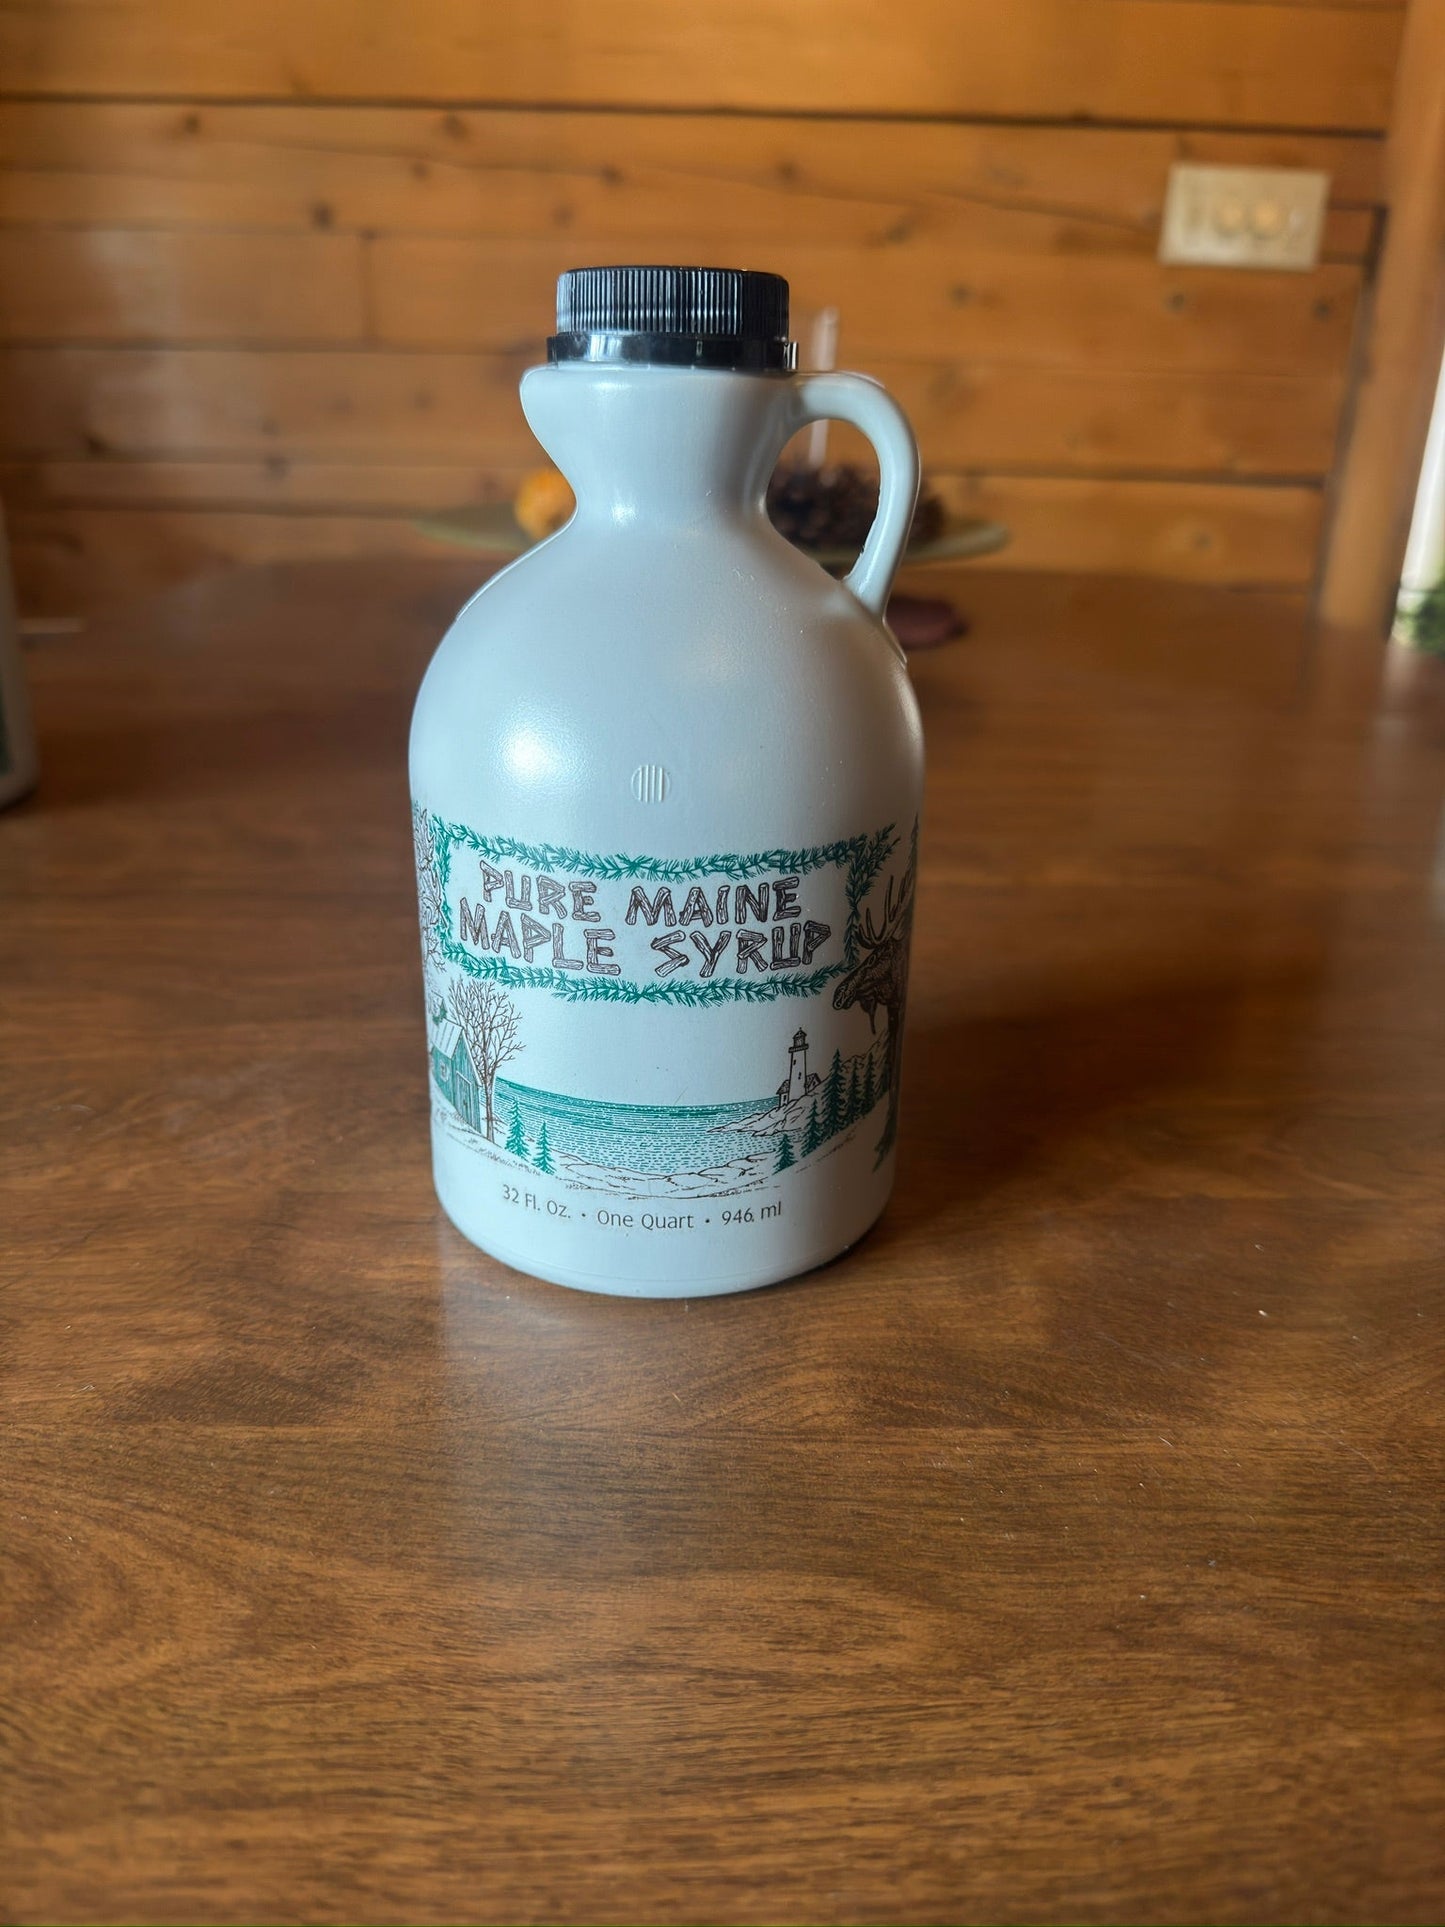 PURE MAINE
MAPLE SYRUP
32 Fl. Oz. • One Quart • 946 ml